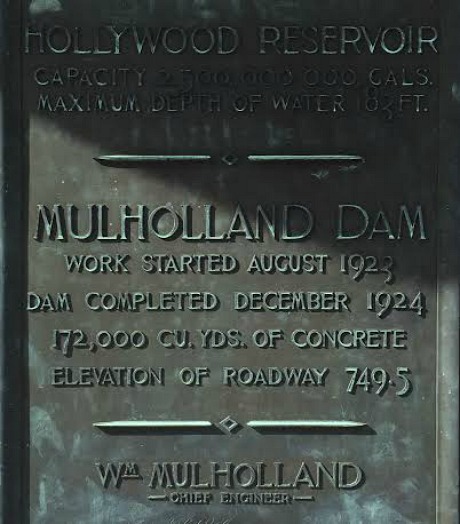 HOLLYWOOD RESERVOIR
CAPACITY 2,500,000,000 GALS.
MAXIMUM DEPTH OF WATER 183 FT.
MULHOLLAND DAM
WORK STARTED AUGUST 1923
DAM COMPLETED DECEMBER 1924
172,000 CU. YDS. OF CONCRETE
ELEVATION OF ROADWAY 749.5
WM MULHOLLAND
CHIEF ENGINEER